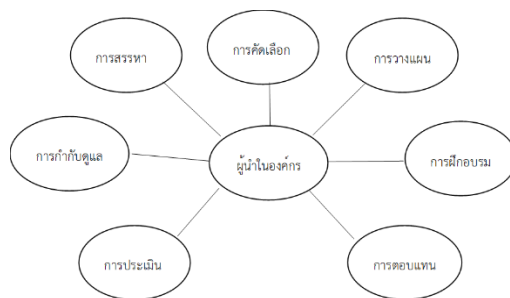 การสรรหา
การคัดเลือก
การวางแผน
การกำกับดูแล
ผู้นำในองค์กร
การฝึกอบรม
การประเมิน
การตอบแทน